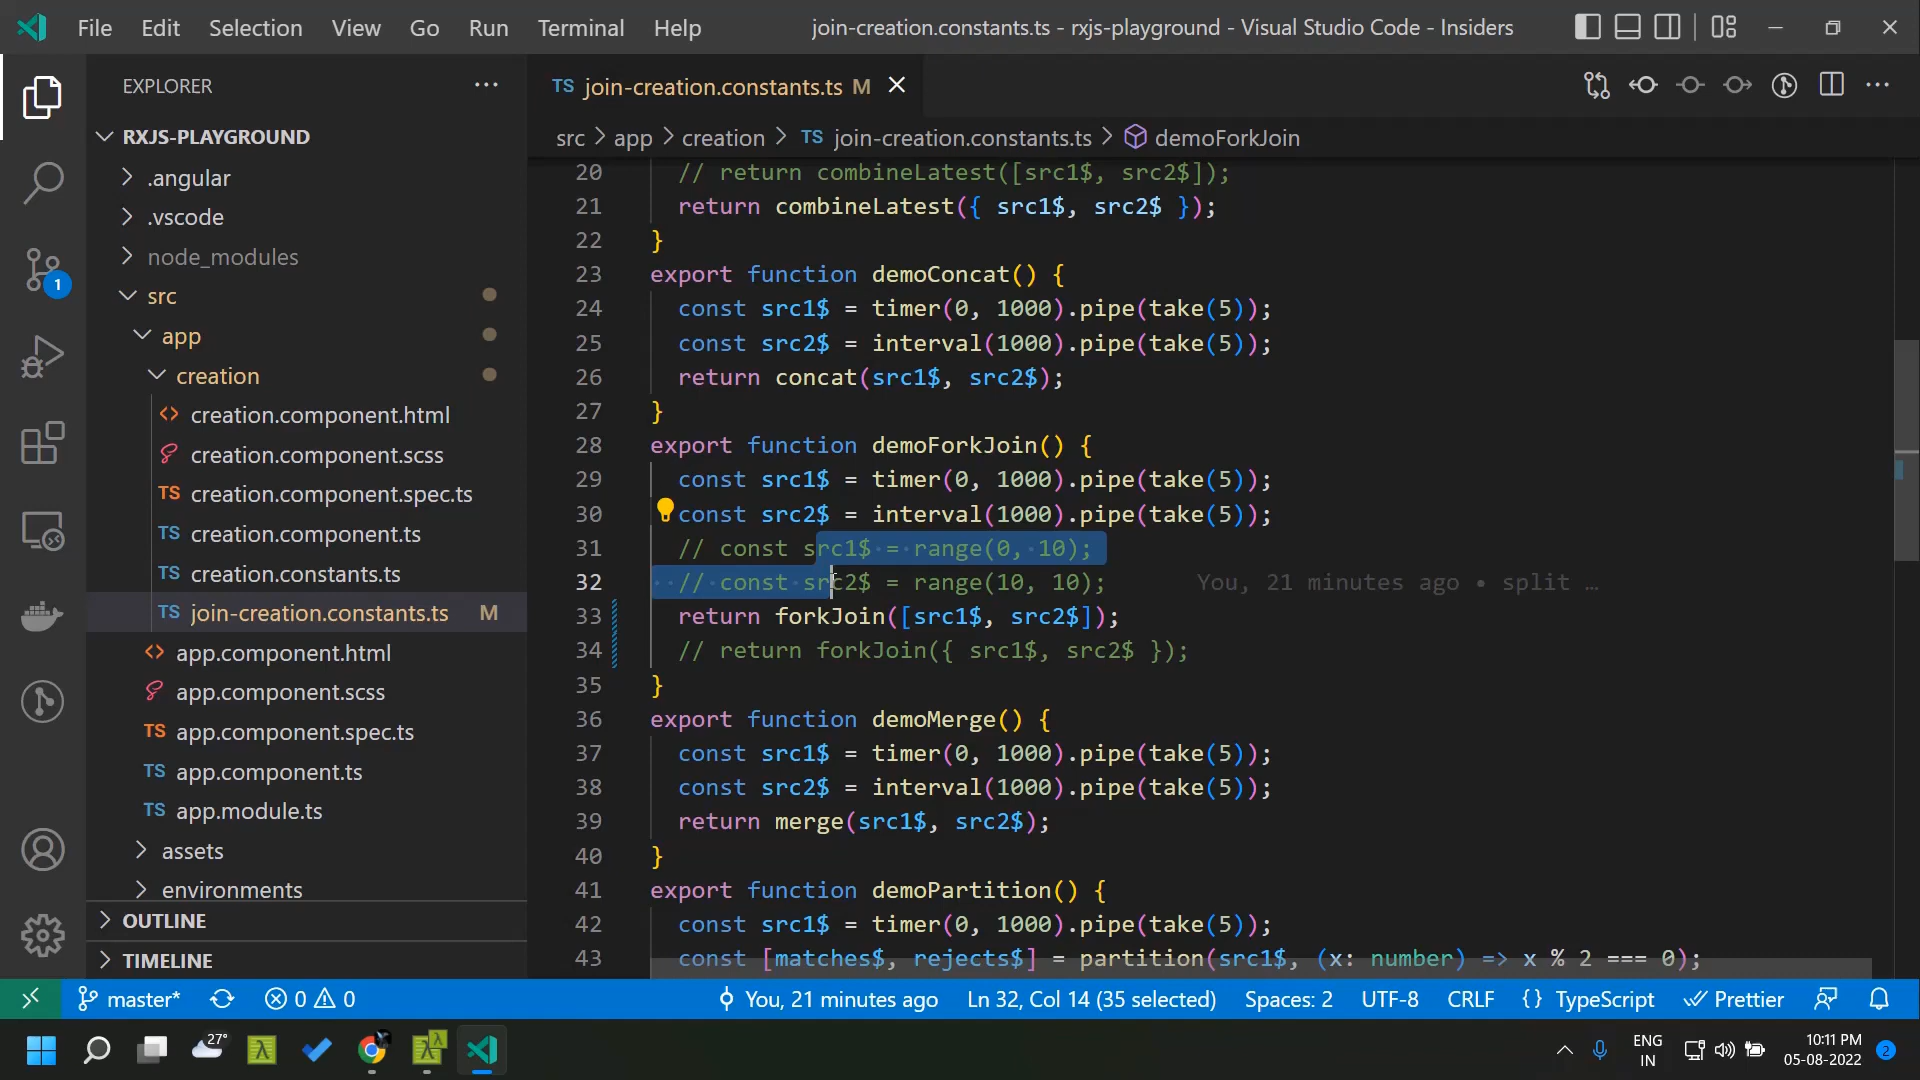 File Edit Selection View Go Run Terminal Help join-creation.constants.ts - rxjs-playground - Visual Studio Code - Insiders
EXPLORER ···
RXJS-PLAYGROUND
.angular
.vscode
node_modules
src
app
creation
creation.component.html
creation.component.scss
TS creation.component.spec.ts
TS creation.component.ts
TS creation.constants.ts
TS join-creation.constants.ts M
app.component.html
app.component.scss
TS app.component.spec.ts
TS app.component.ts
TS app.module.ts
assets
environments
OUTLINE
TIMELINE
1
TS join-creation.constants.ts M
src > app > creation > TS join-creation.constants.ts > demoForkJoin
20 // return combineLatest([src1$, src2$]);
21 return combineLatest({ src1$, src2$ });
22 }
23 export function demoConcat() {
24 const src1$ = timer(0, 1000).pipe(take(5));
25 const src2$ = interval(1000).pipe(take(5));
26 return concat(src1$, src2$);
27 }
28 export function demoForkJoin() {
29 const src1$ = timer(0, 1000).pipe(take(5));
30 const src2$ = interval(1000).pipe(take(5));
31 // const src1$ = range(0, 10);
32 // const src2$ = range(10, 10); You, 21 minutes ago • split …
33 return forkJoin([src1$, src2$]);
34 // return forkJoin({ src1$, src2$ });
35 }
36 export function demoMerge() {
37 const src1$ = timer(0, 1000).pipe(take(5));
38 const src2$ = interval(1000).pipe(take(5));
39 return merge(src1$, src2$);
40 }
41 export function demoPartition() {
42 const src1$ = timer(0, 1000).pipe(take(5));
43 const [matches$, rejects$] = partition(src1$, (x: number) => x % 2 === 0);
master* 0 0 You, 21 minutes ago Ln 32, Col 14 (35 selected) Spaces: 2 UTF-8 CRLF {} TypeScript Prettier
27° λ λ ENG IN 10:11 PM 05-08-2022 2